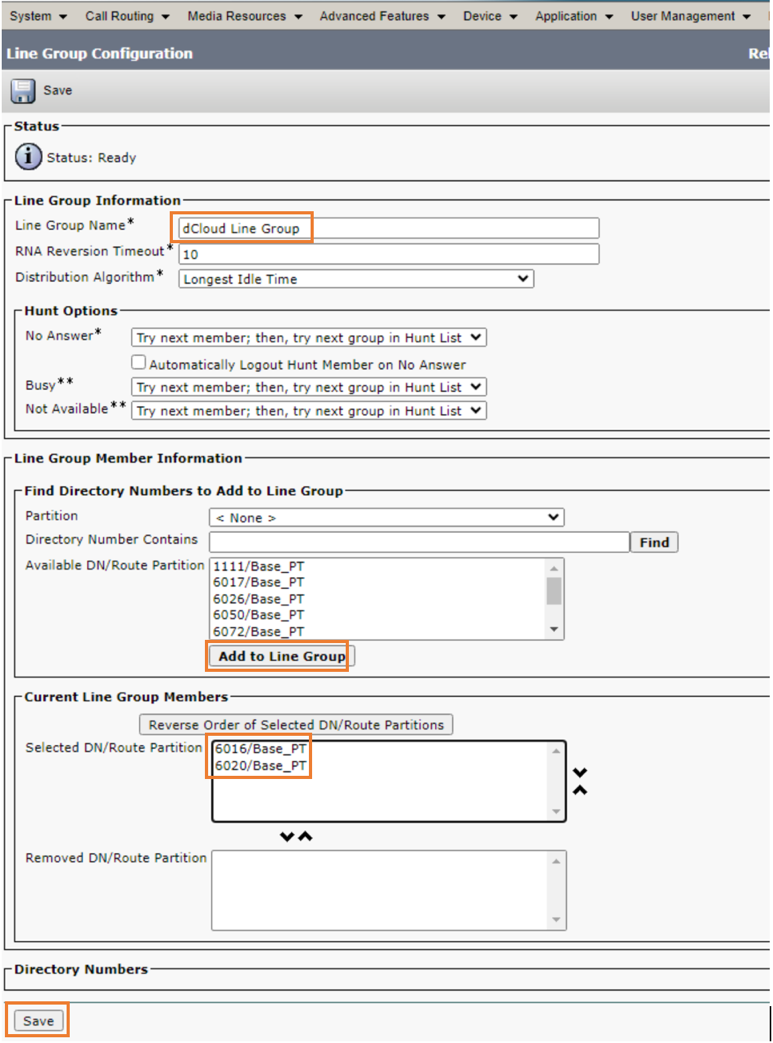 System Call Routing Media Resources Advanced Features Device Application User Management
Line Group Configuration Rel
Save
Status
Status: Ready
Line Group Information
Line Group Name* dCloud Line Group
RNA Reversion Timeout* 10
Distribution Algorithm* Longest Idle Time
Hunt Options
No Answer* Try next member; then, try next group in Hunt List
Automatically Logout Hunt Member on No Answer
Busy** Try next member; then, try next group in Hunt List
Not Available** Try next member; then, try next group in Hunt List
Line Group Member Information
Find Directory Numbers to Add to Line Group
Partition < None >
Directory Number Contains Find
Available DN/Route Partition 1111/Base_PT
6017/Base_PT
6026/Base_PT
6050/Base_PT
6072/Base_PT
Add to Line Group
Current Line Group Members
Reverse Order of Selected DN/Route Partitions
Selected DN/Route Partition 6016/Base_PT
6020/Base_PT
Removed DN/Route Partition
Directory Numbers
Save